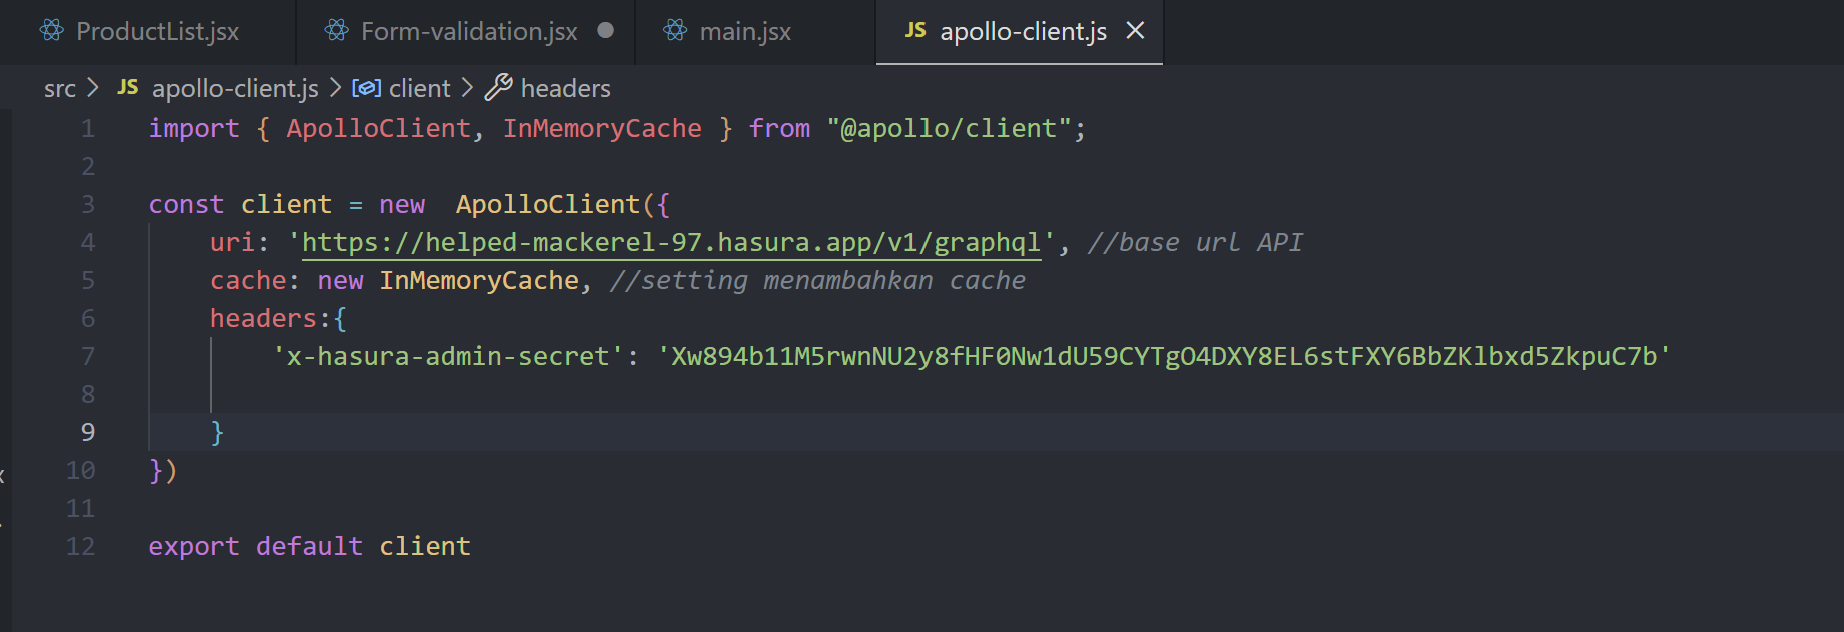 ProductList.jsx Form-validation.jsx main.jsx JS apollo-client.js
src > JS apollo-client.js > client > headers
1 import { ApolloClient, InMemoryCache } from "@apollo/client";
2
3 const client = new  ApolloClient({
4 uri: 'https://helped-mackerel-97.hasura.app/v1/graphql', //base url API
5 cache: new InMemoryCache, //setting menambahkan cache
6 headers:{
7 'x-hasura-admin-secret': 'Xw894b11M5rwnNU2y8fHF0Nw1dU59CYTgO4DXY8EL6stFXY6BbZKlbxd5ZkpuC7b'
8
9 }
10 })
11
12 export default client